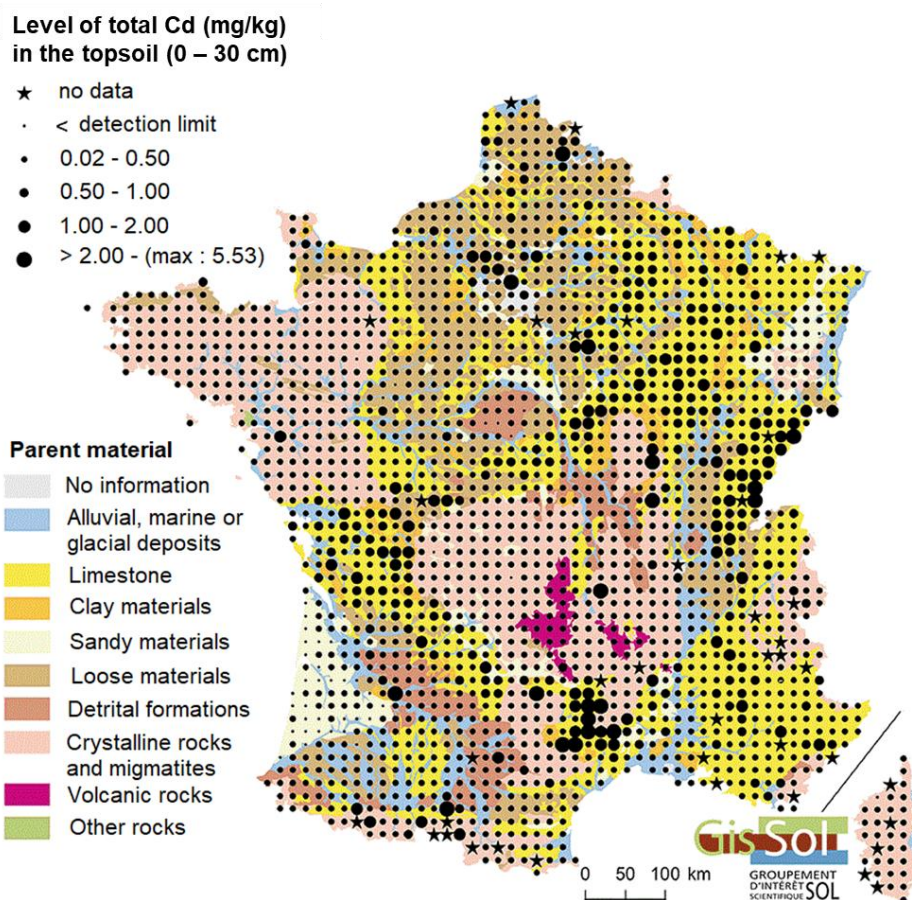 Level of total Cd (mg/kg)
in the topsoil (0 – 30 cm)
no data
< detection limit
0.02 - 0.50
0.50 - 1.00
1.00 - 2.00
> 2.00 - (max : 5.53)
Parent material
No information
Alluvial, marine or
glacial deposits
Limestone
Clay materials
Sandy materials
Loose materials
Detrital formations
Crystalline rocks
and migmatites
Volcanic rocks
Other rocks
0 50 100 km
GisSol
GROUPEMENT
D'INTÉRÊT
SCIENTIFIQUE SOL